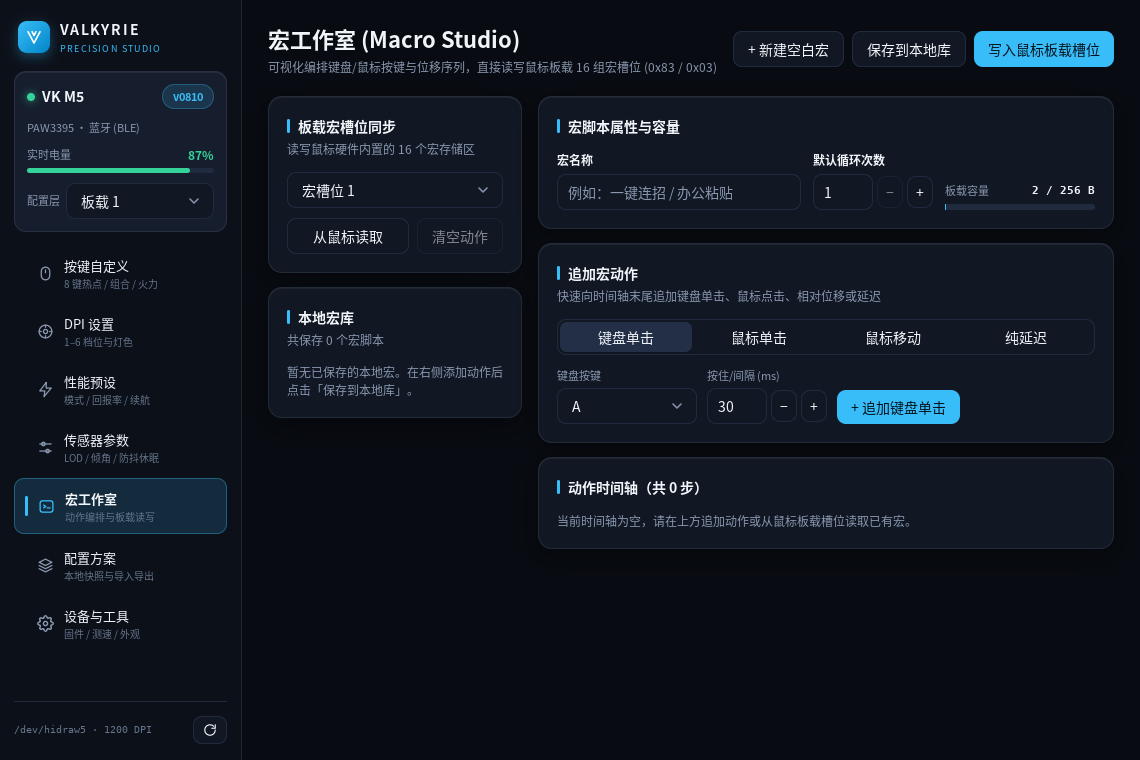 VALKYRIE
PRECISION STUDIO
VK M5
v0810
PAW3395 • 蓝牙 (BLE)
实时电量
87%
配置层
板载 1
按键自定义
8 键热点 / 组合 / 火力
DPI 设置
1–6 档位与灯色
性能预设
模式 / 回报率 / 续航
传感器参数
LOD / 倾角 / 防抖休眠
宏工作室
动作编排与板载读写
配置方案
本地快照与导入导出
设备与工具
固件 / 测速 / 外观
/dev/hidraw5 · 1200 DPI
宏工作室 (Macro Studio)
可视化编排键盘/鼠标按键与位移序列，直接读写鼠标板载 16 组宏槽位 (0x83 / 0x03)
+ 新建空白宏
保存到本地库
写入鼠标板载槽位
板载宏槽位同步
读写鼠标硬件内置的 16 个宏存储区
宏槽位 1
从鼠标读取
清空动作
本地宏库
共保存 0 个宏脚本
暂无已保存的本地宏。在右侧添加动作后
点击「保存到本地库」。
宏脚本属性与容量
宏名称
默认循环次数
例如：一键连招 / 办公粘贴
1
−
+
板载容量
2 / 256 B
追加宏动作
快速向时间轴末尾追加键盘单击、鼠标点击、相对位移或延迟
键盘单击
鼠标单击
鼠标移动
纯延迟
键盘按键
按住/间隔 (ms)
A
30
−
+
+ 追加键盘单击
动作时间轴（共 0 步）
当前时间轴为空，请在上方追加动作或从鼠标板载槽位读取已有宏。